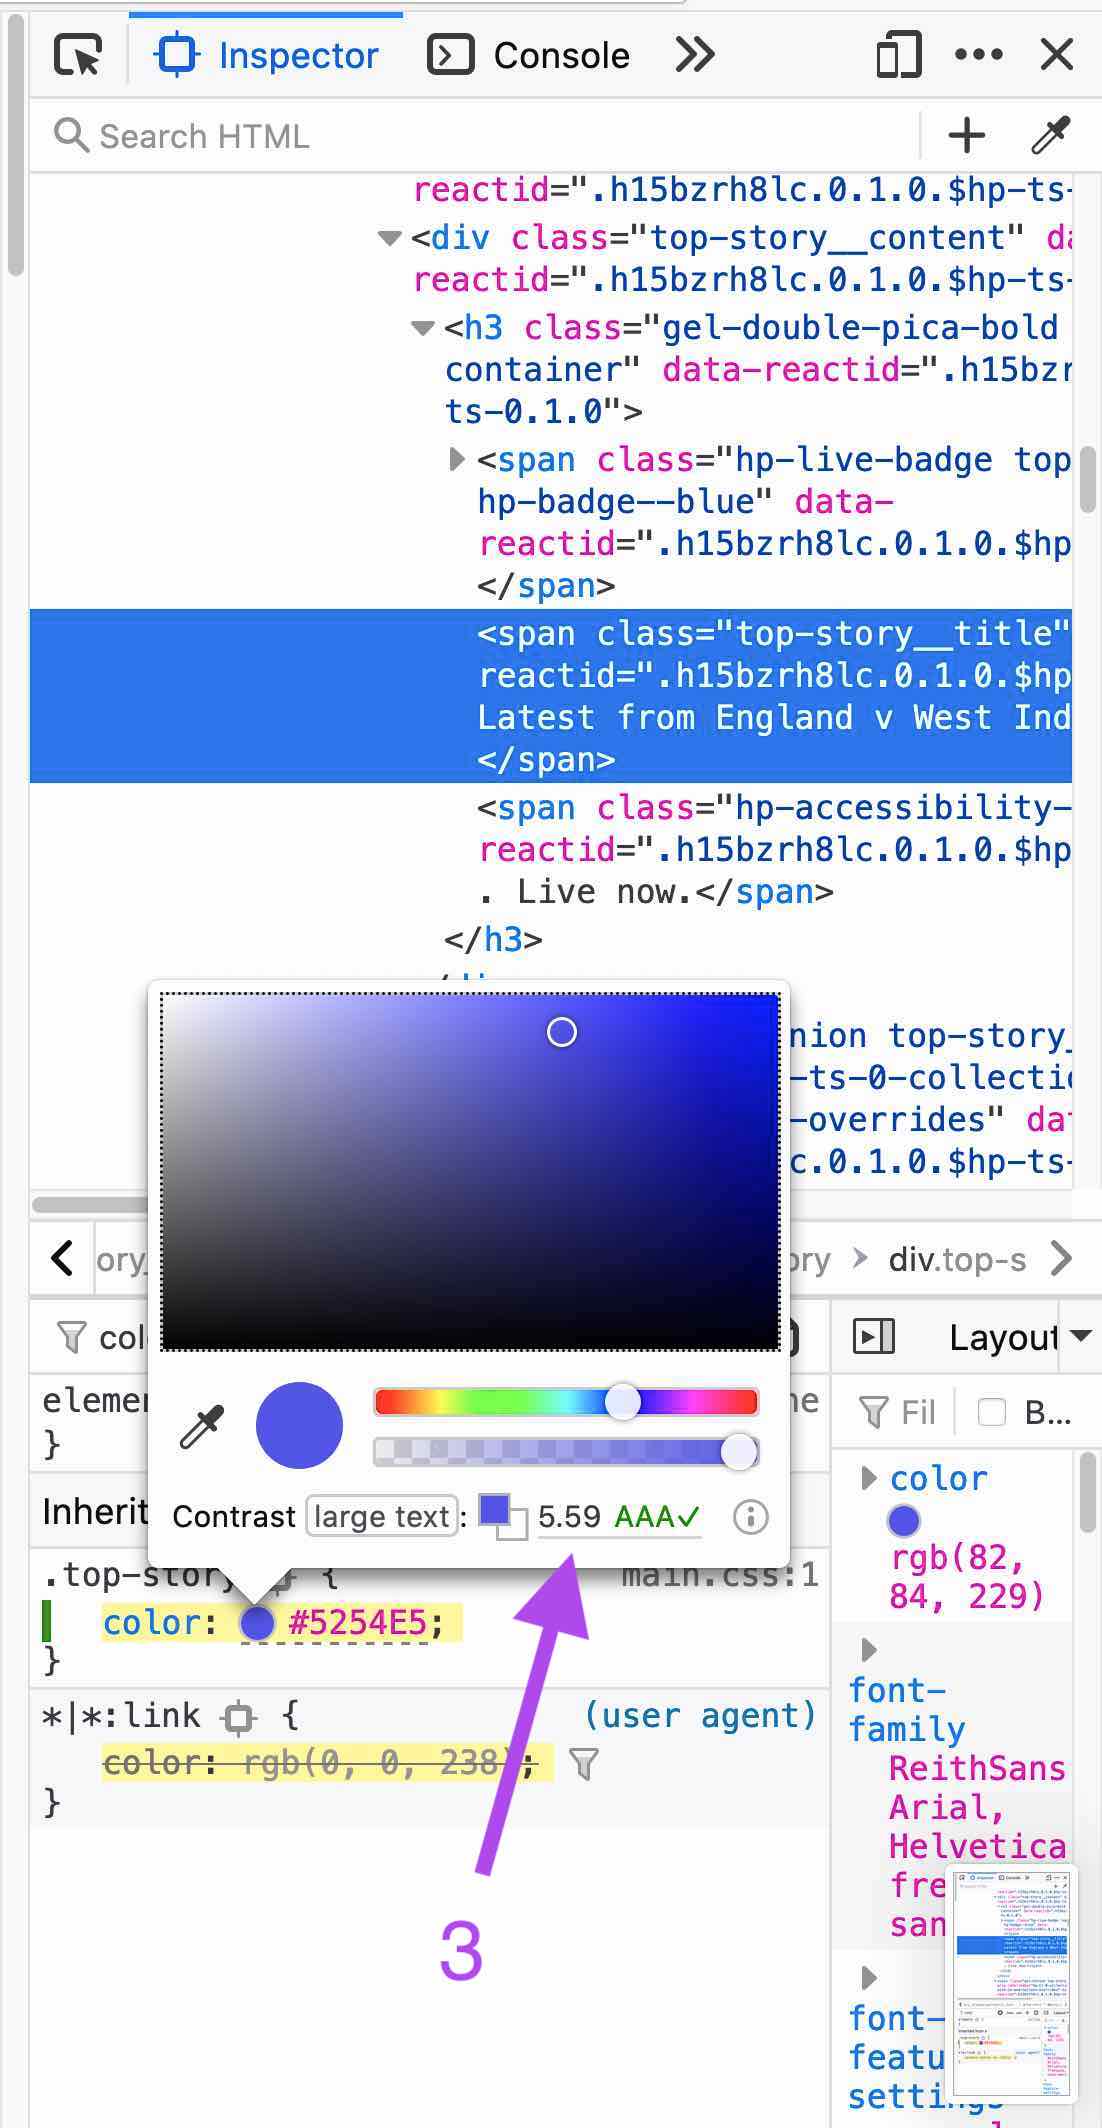 Inspector
Console
Search HTML
reactid=".h15bzrh8lc.0.1.0.$hp-ts-
<div class="top-story__content" da
reactid=".h15bzrh8lc.0.1.0.$hp-ts-
<h3 class="gel-double-pica-bold
container" data-reactid=".h15bzr
ts-0.1.0">
<span class="hp-live-badge top
hp-badge--blue" data-
reactid=".h15bzrh8lc.0.1.0.$hp
</span>
<span class="top-story__title"
reactid=".h15bzrh8lc.0.1.0.$hp
Latest from England v West Ind
</span>
<span class="hp-accessibility-
reactid=".h15bzrh8lc.0.1.0.$hp
. Live now.</span>
</h3>
nion top-story_
-ts-0-collectio
-overrides" dat
c.0.1.0.$hp-ts-
ory_
ory
div.top-s
col
Layout
elemen
ne
}
Fil
B...
Contrast large text : 5.59 AAA✓
Inherit
.top-story { main.css:1
color: #5254E5;
}
*|*:link { (user agent)
color: rgb(0, 0, 238);
}
color
rgb(82,
84, 229)
font-
family
ReithSans
Arial,
Helvetica
fre
san
font-
featu
settings
3